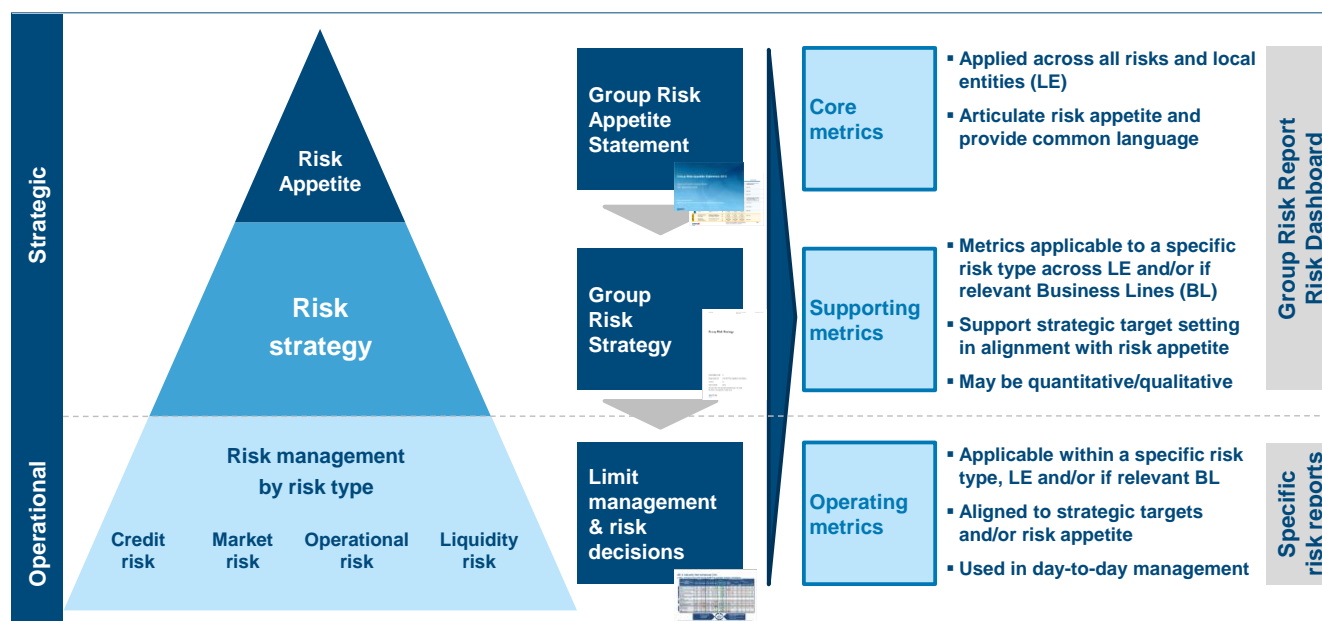 Strategic
Operational
Risk
Appetite
Risk
strategy
Risk management
by risk type
Credit
risk
Market
risk
Operational
risk
Liquidity
risk
Group Risk
Appetite
Statement
Group
Risk
Strategy
Limit
management
& risk
decisions
Core
metrics
▪ Applied across all risks and local
entities (LE)
▪ Articulate risk appetite and
provide common language
Supporting
metrics
▪ Metrics applicable to a specific
risk type across LE and/or if
relevant Business Lines (BL)
▪ Support strategic target setting
in alignment with risk appetite
▪ May be quantitative/qualitative
Operating
metrics
▪ Applicable within a specific risk
type, LE and/or if relevant BL
▪ Aligned to strategic targets
and/or risk appetite
▪ Used in day-to-day management
Group Risk Report
Risk Dashboard
Specific
risk reports